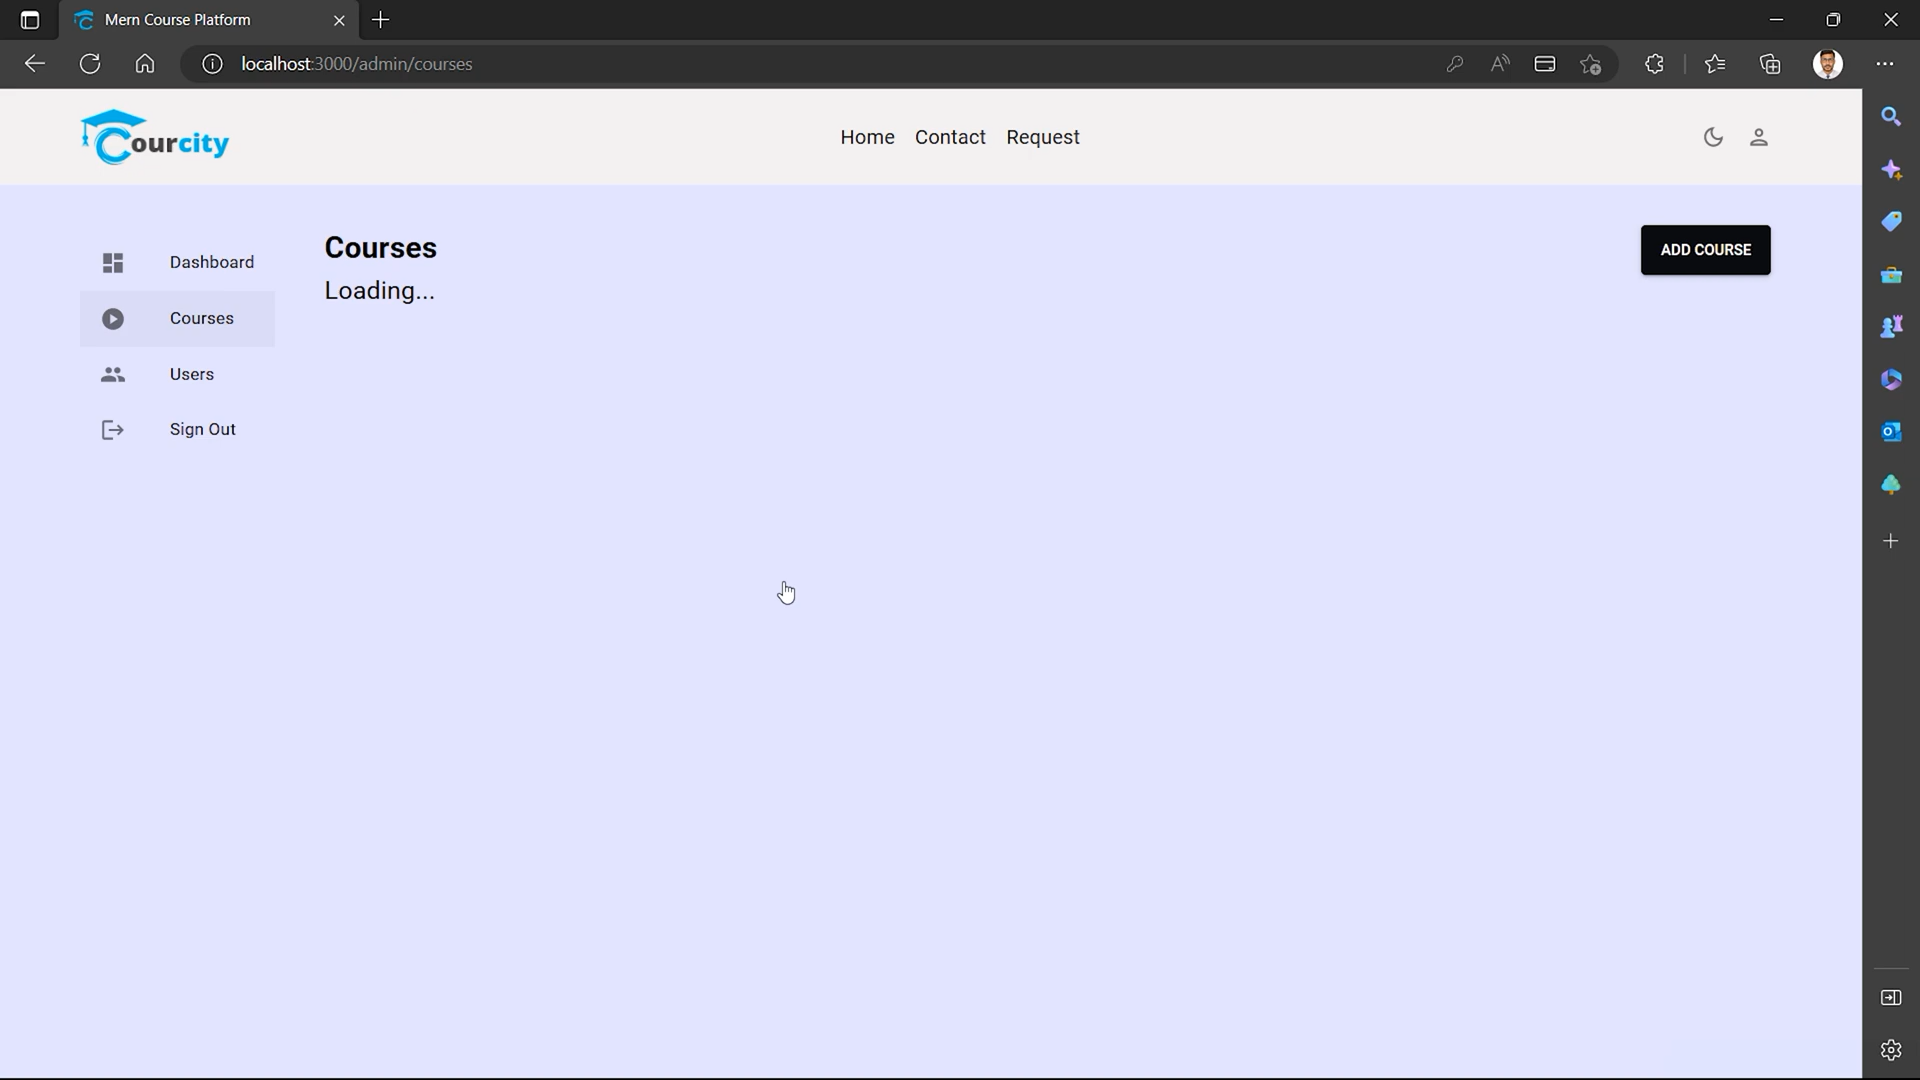 Mern Course Platform
localhost:3000/admin/courses
Courcity
Home Contact Request
Dashboard
Courses
Users
Sign Out
Courses
Loading...
ADD COURSE